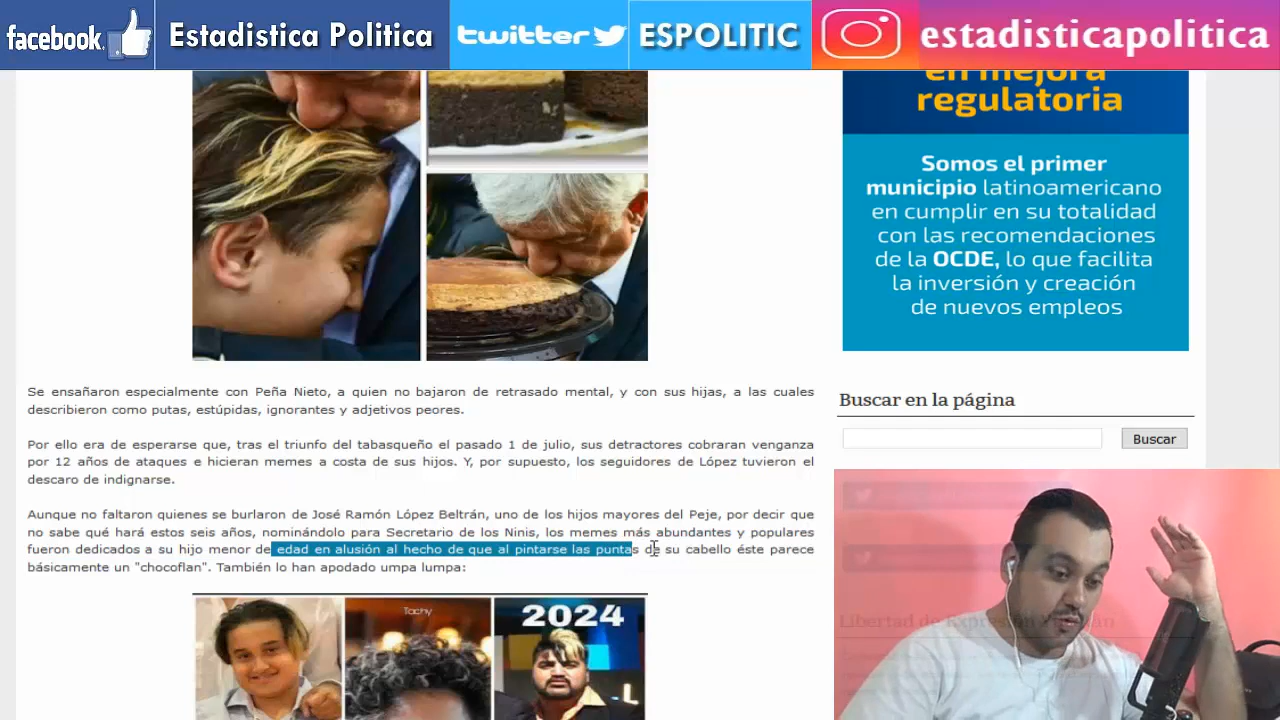 facebook. Estadistica Politica twitter ESPOLITIC estadisticapolitica
en mejora
regulatoria
Somos el primer
municipio latinoamericano
en cumplir en su totalidad
con las recomendaciones
de la OCDE, lo que facilita
la inversión y creación
de nuevos empleos
Se ensañaron especialmente con Peña Nieto, a quien no bajaron de retrasado mental, y con sus hijas, a las cuales
describieron como putas, estúpidas, ignorantes y adjetivos peores.
Por ello era de esperarse que, tras el triunfo del tabasqueño el pasado 1 de julio, sus detractores cobraran venganza
por 12 años de ataques e hicieran memes a costa de sus hijos. Y, por supuesto, los seguidores de López tuvieron el
descaro de indignarse.
Aunque no faltaron quienes se burlaron de José Ramón López Beltrán, uno de los hijos mayores del Peje, por decir que
no sabe qué hará estos seis años, nominándolo para Secretario de los Ninis, los memes más abundantes y populares
fueron dedicados a su hijo menor de edad en alusión al hecho de que al pintarse las puntas de su cabello éste parece
básicamente un "chocoflan". También lo han apodado umpa lumpa:
Tachy
2024
Buscar en la página
Buscar
Libertad de Expresión Yucatán